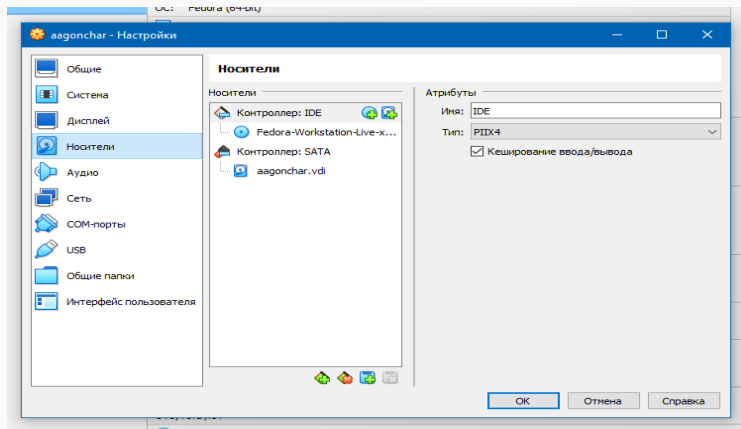 ОС: Fedora (64-bit)
aagonchar - Настройки
Общие
Система
Дисплей
Носители
Аудио
Сеть
COM-порты
USB
Общие папки
Интерфейс пользователя
Носители
Носители
Контроллер: IDE
Fedora-Workstation-Live-x...
Контроллер: SATA
aagonchar.vdi
Атрибуты
Имя: IDE
Тип: PIIX4
Кеширование ввода/вывода
OK
Отмена
Справка